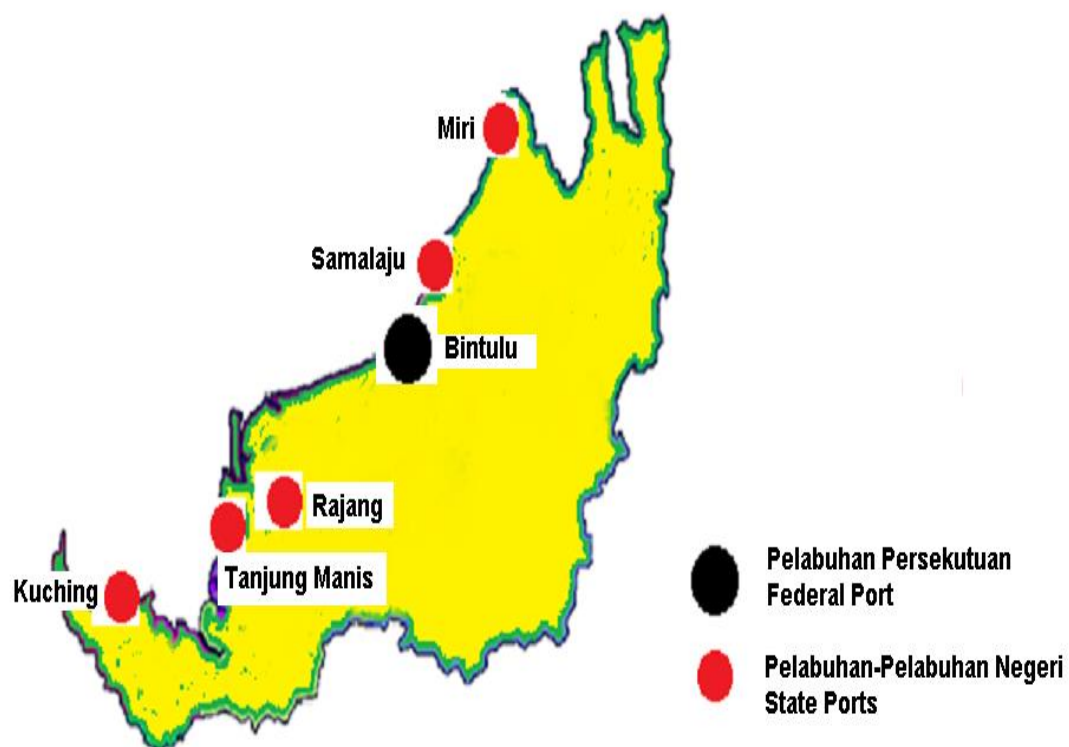 Miri
Samalaju
Bintulu
Rajang
Tanjung Manis
Kuching
Pelabuhan Persekutuan
Federal Port
Pelabuhan-Pelabuhan Negeri
State Ports